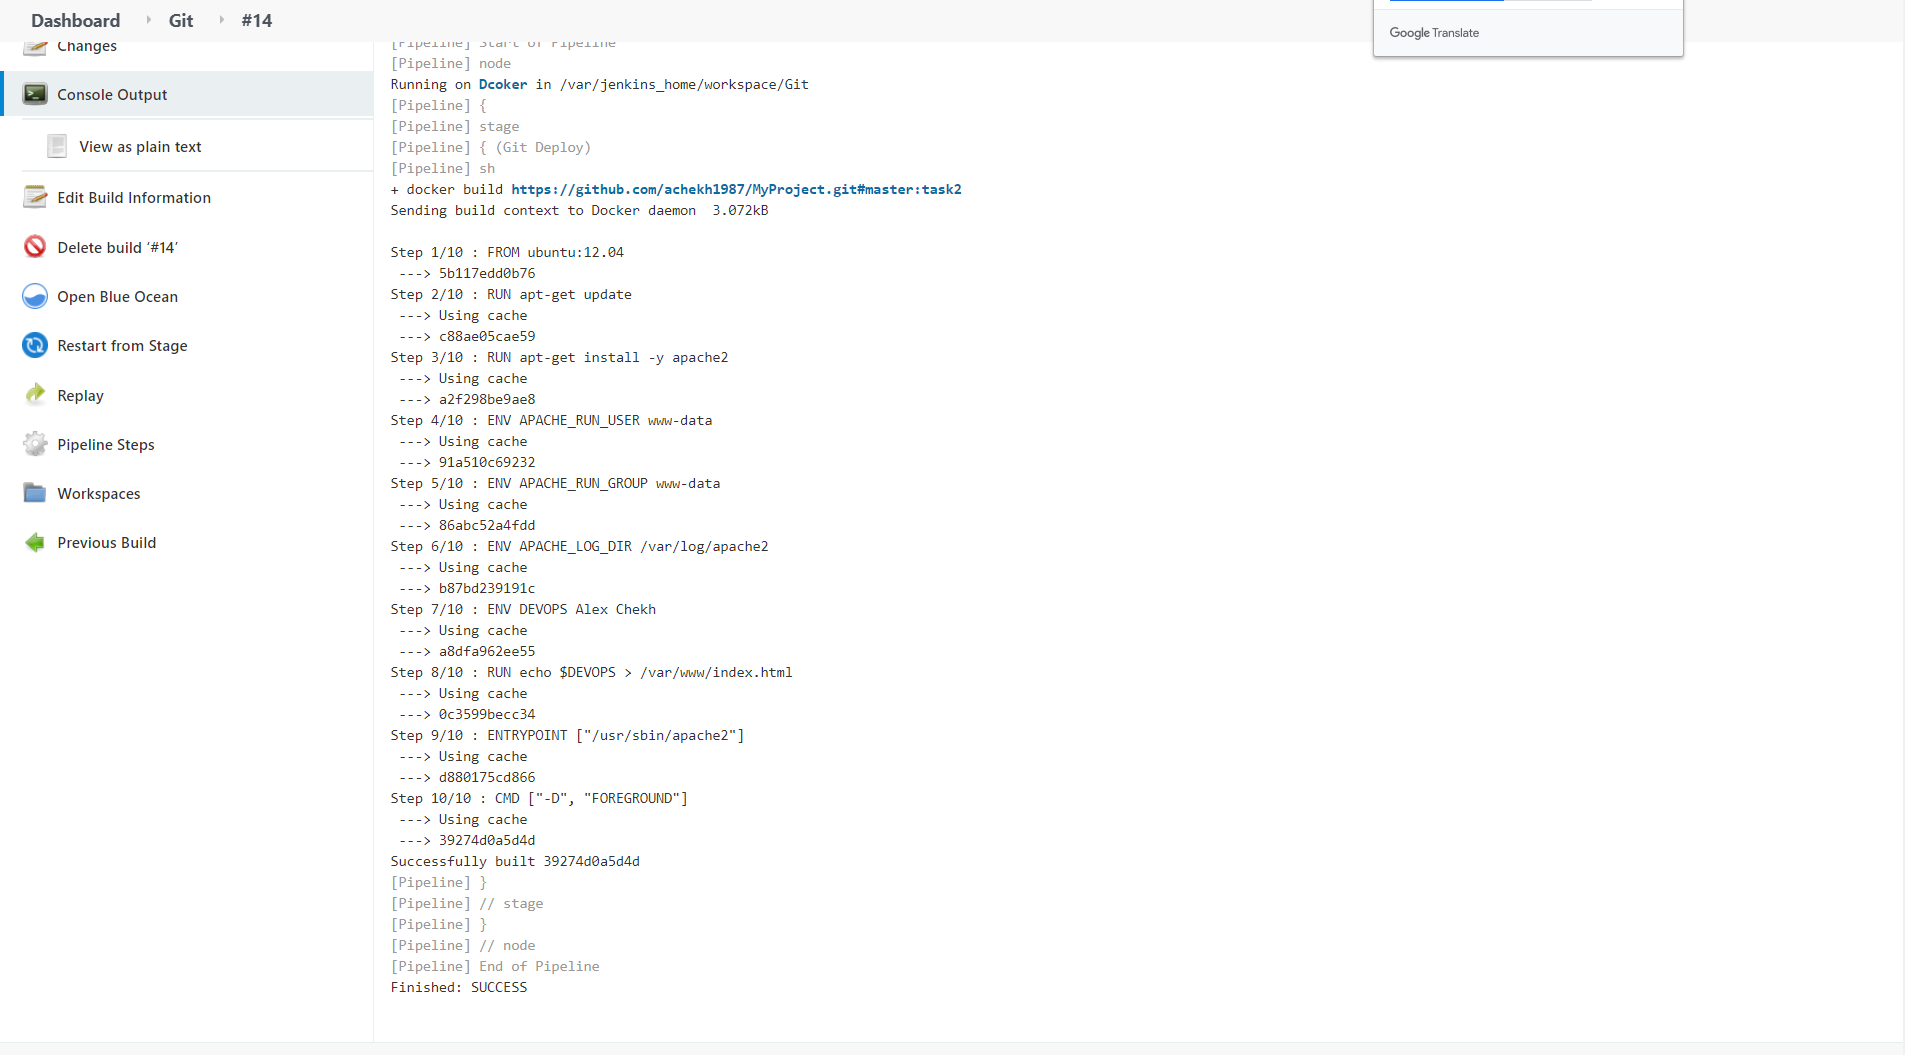 Dashboard Git #14
Google Translate
Changes
Console Output
View as plain text
Edit Build Information
Delete build ‘#14’
Open Blue Ocean
Restart from Stage
Replay
Pipeline Steps
Workspaces
Previous Build
[Pipeline] Start of Pipeline
[Pipeline] node
Running on Dcoker in /var/jenkins_home/workspace/Git
[Pipeline] {
[Pipeline] stage
[Pipeline] { (Git Deploy)
[Pipeline] sh
+ docker build https://github.com/achekh1987/MyProject.git#master:task2
Sending build context to Docker daemon  3.072kB
Step 1/10 : FROM ubuntu:12.04
 ---> 5b117edd0b76
Step 2/10 : RUN apt-get update
 ---> Using cache
 ---> c88ae05cae59
Step 3/10 : RUN apt-get install -y apache2
 ---> Using cache
 ---> a2f298be9ae8
Step 4/10 : ENV APACHE_RUN_USER www-data
 ---> Using cache
 ---> 91a510c69232
Step 5/10 : ENV APACHE_RUN_GROUP www-data
 ---> Using cache
 ---> 86abc52a4fdd
Step 6/10 : ENV APACHE_LOG_DIR /var/log/apache2
 ---> Using cache
 ---> b87bd239191c
Step 7/10 : ENV DEVOPS Alex Chekh
 ---> Using cache
 ---> a8dfa962ee55
Step 8/10 : RUN echo $DEVOPS > /var/www/index.html
 ---> Using cache
 ---> 0c3599becc34
Step 9/10 : ENTRYPOINT ["/usr/sbin/apache2"]
 ---> Using cache
 ---> d880175cd866
Step 10/10 : CMD ["-D", "FOREGROUND"]
 ---> Using cache
 ---> 39274d0a5d4d
Successfully built 39274d0a5d4d
[Pipeline] }
[Pipeline] // stage
[Pipeline] }
[Pipeline] // node
[Pipeline] End of Pipeline
Finished: SUCCESS